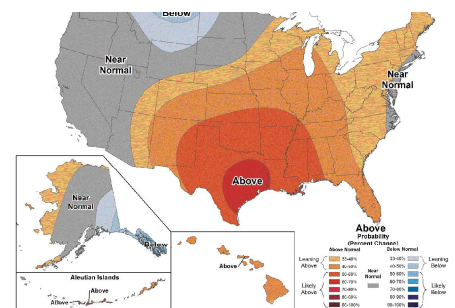 Below
Near
Normal
Near
Normal
Above
Near
Normal
Below
Aleutian Islands
Above
Above
Above
Above
Probability
(Percent Chance)
Above Normal
Below Normal
Leaning
Above
Likely
Above
33-40%
40-50%
50-60%
60-70%
70-80%
80-90%
90-100%
Near
Normal
33-40%
40-50%
50-60%
60-70%
70-80%
80-90%
90-100%
Leaning
Below
Likely
Below